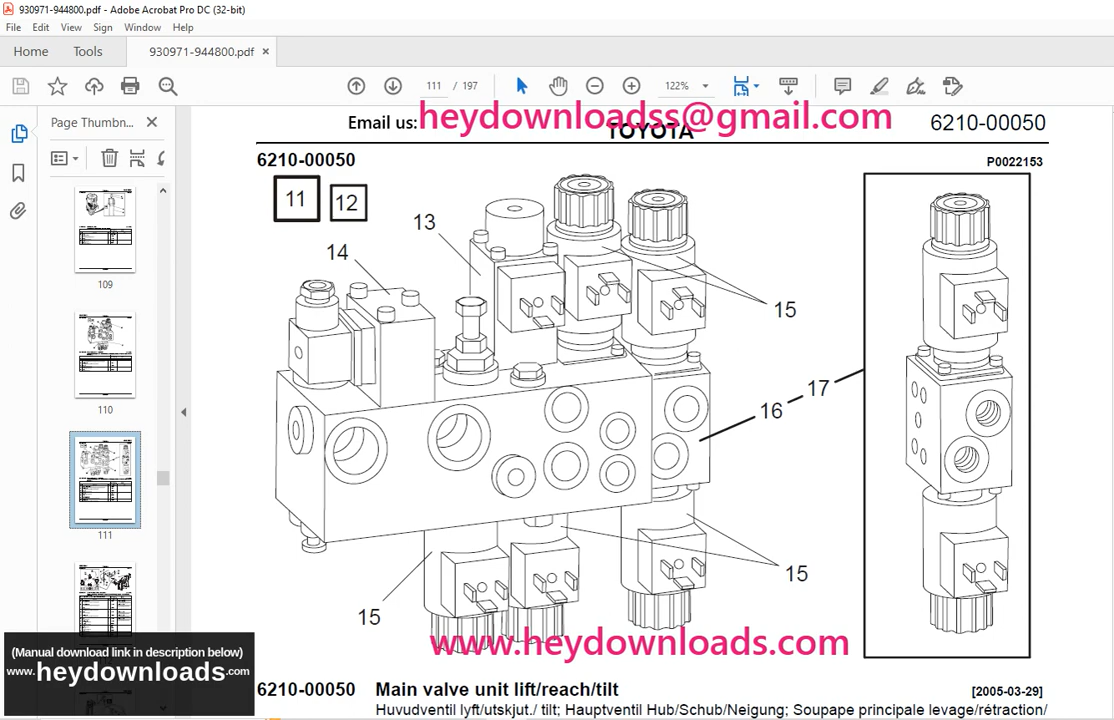 930971-944800.pdf - Adobe Acrobat Pro DC (32-bit)
File Edit View Sign Window Help
Home Tools 930971-944800.pdf ×
111 / 197 122%
Page Thumbn...
109
110
111
Email us:
heydownloadss@gmail.com
TOYOTA
6210-00050
6210-00050
P0022153
11
12
13
14
15
17
16
15
15
www.heydownloads.com
(Manual download link in description below)
www.heydownloads.com
6210-00050 Main valve unit lift/reach/tilt [2005-03-29]
Huvudventil lyft/utskjut./ tilt; Hauptventil Hub/Schub/Neigung; Soupape principale levage/rétraction/